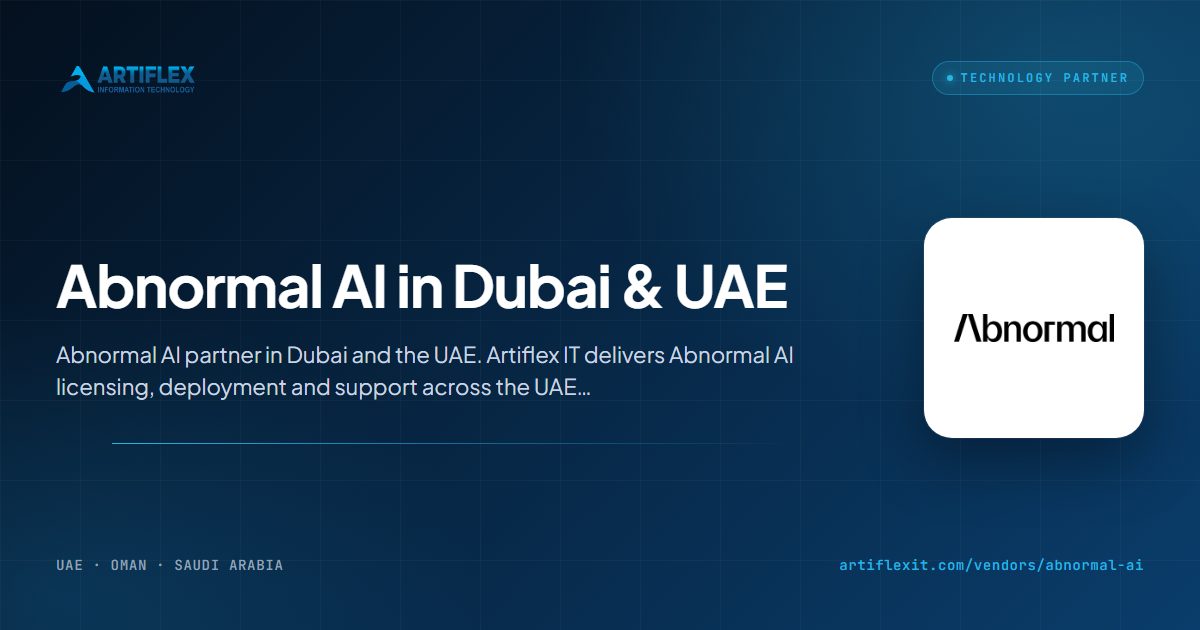 ARTIFLEX
INFORMATION TECHNOLOGY
TECHNOLOGY PARTNER
Abnormal AI in Dubai & UAE
Abnormal AI partner in Dubai and the UAE. Artiflex IT delivers Abnormal AI
licensing, deployment and support across the UAE…
Abnormal
UAE · OMAN · SAUDI ARABIA
artiflexit.com/vendors/abnormal-ai